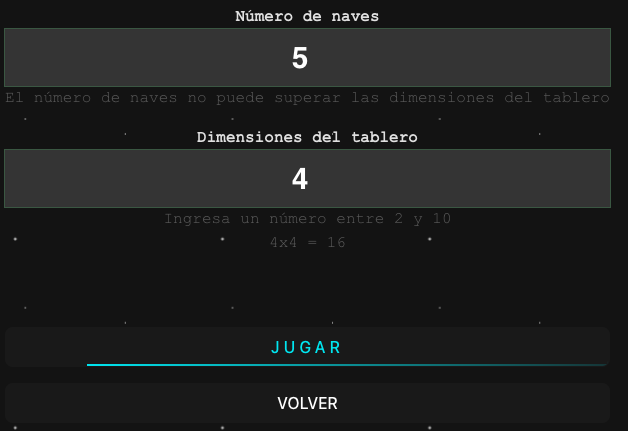 Número de naves
5
El número de naves no puede superar las dimensiones del tablero
Dimensiones del tablero
4
Ingresa un número entre 2 y 10
4x4 = 16
JUGAR
VOLVER